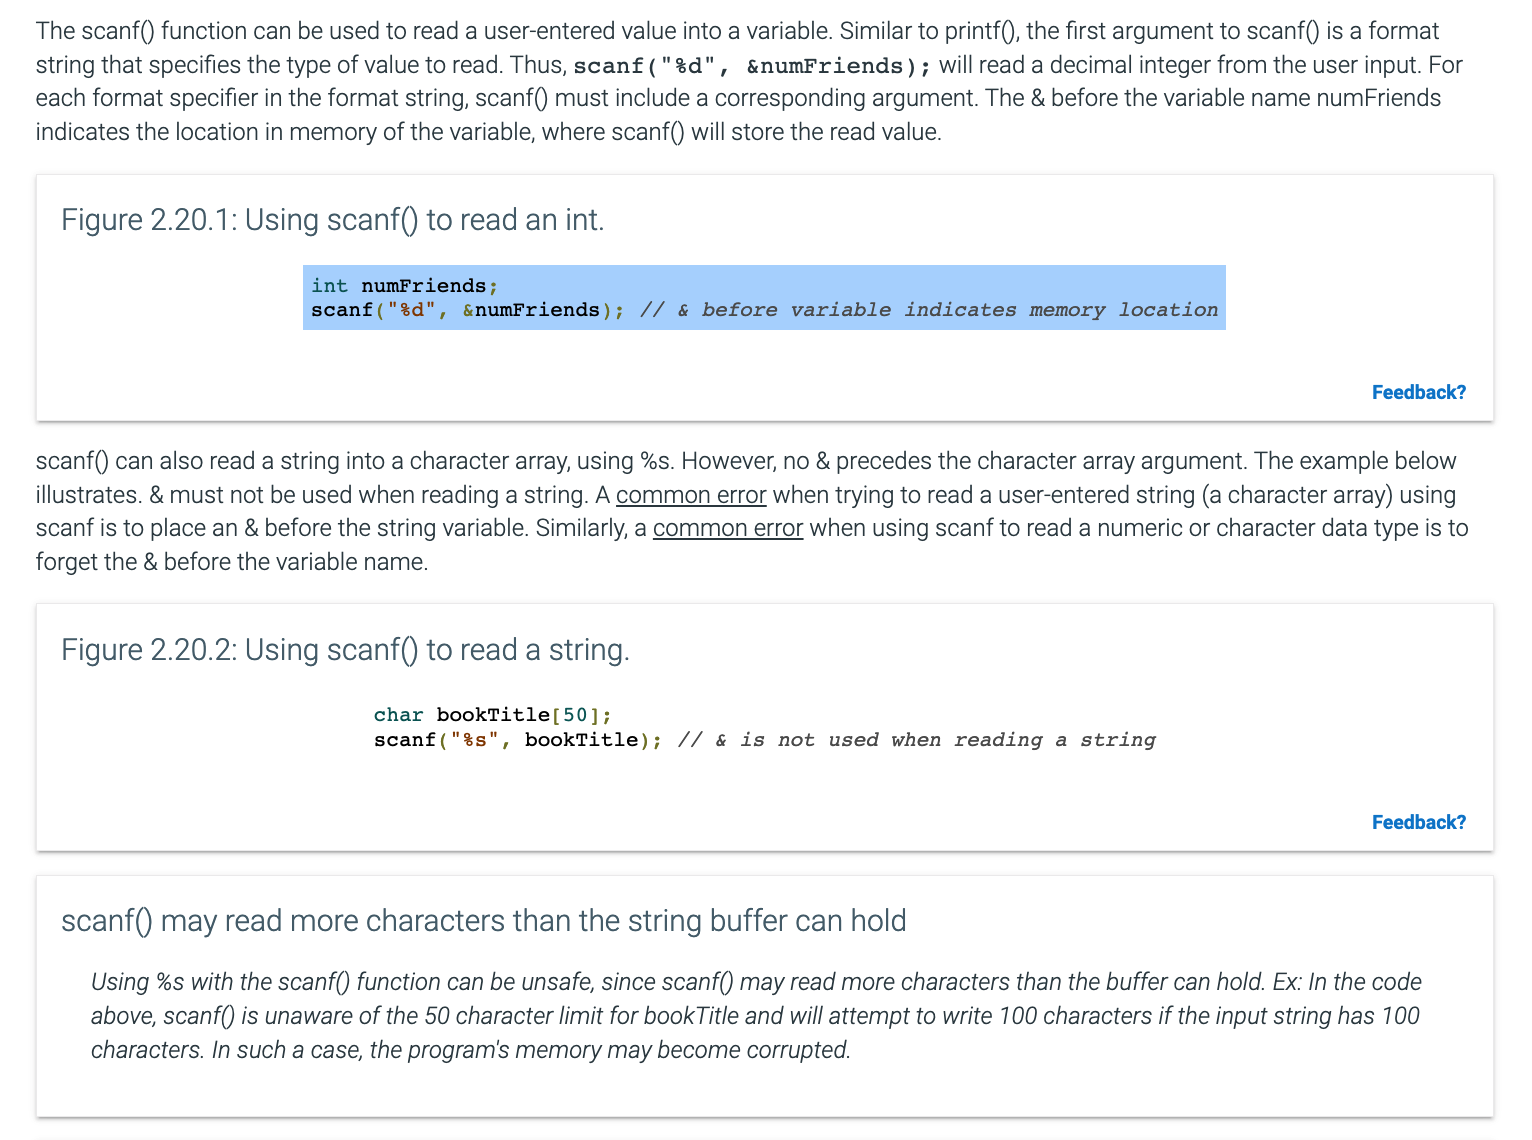 The scanf() function can be used to read a user-entered value into a variable. Similar to printf(), the first argument to scanf() is a format
string that specifies the type of value to read. Thus, scanf("%d", &numFriends); will read a decimal integer from the user input. For
each format specifier in the format string, scanf() must include a corresponding argument. The & before the variable name numFriends
indicates the location in memory of the variable, where scanf() will store the read value.
Figure 2.20.1: Using scanf() to read an int.
int numFriends;
scanf("%d", &numFriends); // & before variable indicates memory location
Feedback?
scanf() can also read a string into a character array, using %s. However, no & precedes the character array argument. The example below
illustrates. & must not be used when reading a string. A common error when trying to read a user-entered string (a character array) using
scanf is to place an & before the string variable. Similarly, a common error when using scanf to read a numeric or character data type is to
forget the & before the variable name.
Figure 2.20.2: Using scanf() to read a string.
char bookTitle[50];
scanf("%s", bookTitle); // & is not used when reading a string
Feedback?
scanf() may read more characters than the string buffer can hold
Using %s with the scanf() function can be unsafe, since scanf() may read more characters than the buffer can hold. Ex: In the code
above, scanf() is unaware of the 50 character limit for bookTitle and will attempt to write 100 characters if the input string has 100
characters. In such a case, the program's memory may become corrupted.